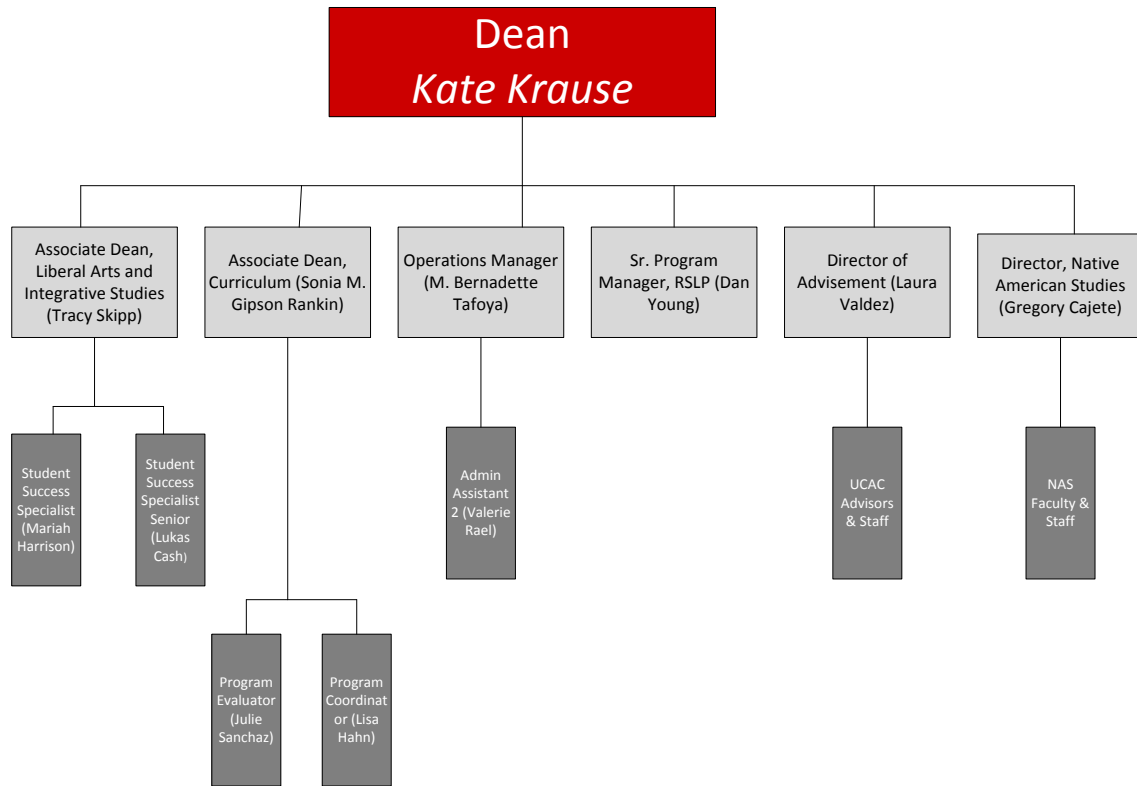 Dean
Kate Krause
Associate Dean,
Liberal Arts and
Integrative Studies
(Tracy Skipp)
Associate Dean,
Curriculum (Sonia M.
Gipson Rankin)
Operations Manager
(M. Bernadette
Tafoya)
Sr. Program
Manager, RSLP (Dan
Young)
Director of
Advisement (Laura
Valdez)
Director, Native
American Studies
(Gregory Cajete)
Student
Success
Specialist
(Mariah
Harrison)
Student
Success
Specialist
Senior
(Lukas
Cash)
Admin
Assistant
2 (Valerie
Rael)
UCAC
Advisors
& Staff
NAS
Faculty &
Staff
Program
Evaluator
(Julie
Sanchaz)
Program
Coordinat
or (Lisa
Hahn)